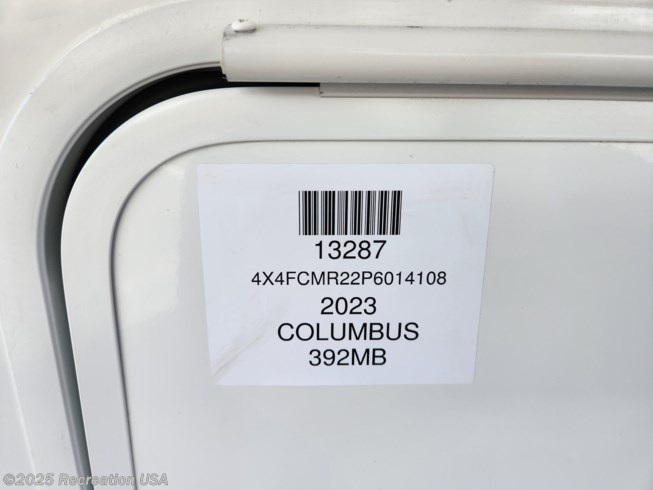 13287
4X4FCMR22P6014108
2023
COLUMBUS
392MB
©2025 Recreation USA